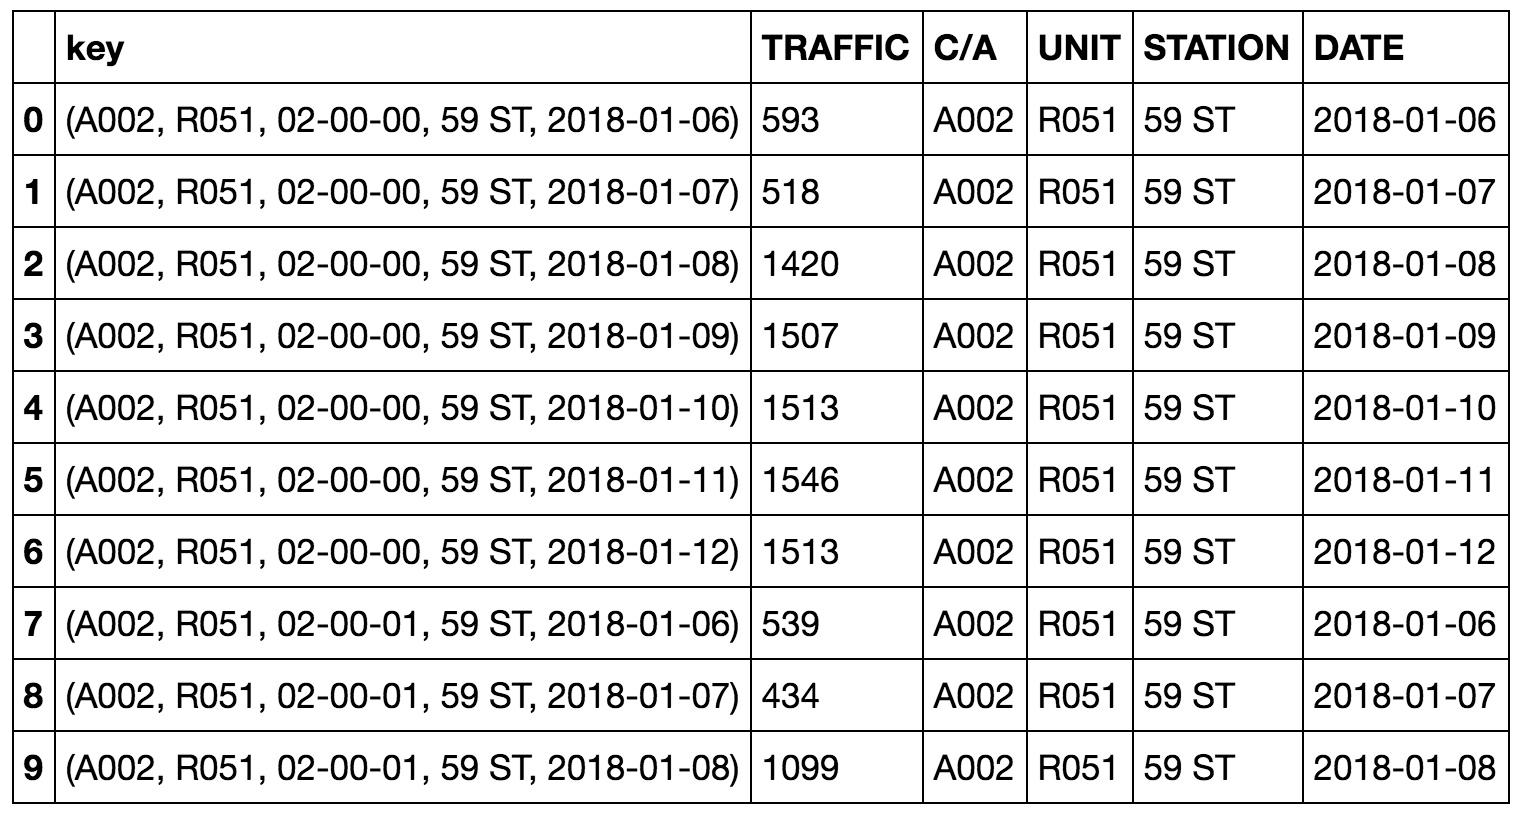 key TRAFFIC C/A UNIT STATION DATE
0 (A002, R051, 02-00-00, 59 ST, 2018-01-06) 593 A002 R051 59 ST 2018-01-06
1 (A002, R051, 02-00-00, 59 ST, 2018-01-07) 518 A002 R051 59 ST 2018-01-07
2 (A002, R051, 02-00-00, 59 ST, 2018-01-08) 1420 A002 R051 59 ST 2018-01-08
3 (A002, R051, 02-00-00, 59 ST, 2018-01-09) 1507 A002 R051 59 ST 2018-01-09
4 (A002, R051, 02-00-00, 59 ST, 2018-01-10) 1513 A002 R051 59 ST 2018-01-10
5 (A002, R051, 02-00-00, 59 ST, 2018-01-11) 1546 A002 R051 59 ST 2018-01-11
6 (A002, R051, 02-00-00, 59 ST, 2018-01-12) 1513 A002 R051 59 ST 2018-01-12
7 (A002, R051, 02-00-01, 59 ST, 2018-01-06) 539 A002 R051 59 ST 2018-01-06
8 (A002, R051, 02-00-01, 59 ST, 2018-01-07) 434 A002 R051 59 ST 2018-01-07
9 (A002, R051, 02-00-01, 59 ST, 2018-01-08) 1099 A002 R051 59 ST 2018-01-08